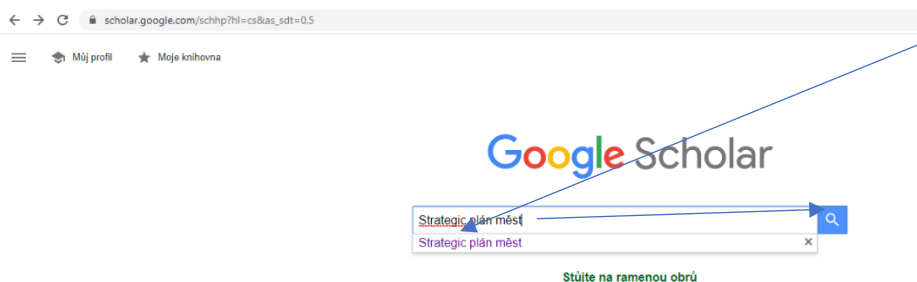 scholar.google.com/schhp?hl=cs&as_sdt=0,5
Můj profil Moje knihovna
Google Scholar
Strategic plán měst
Strategic plán měst
Stůjte na ramenou obrů